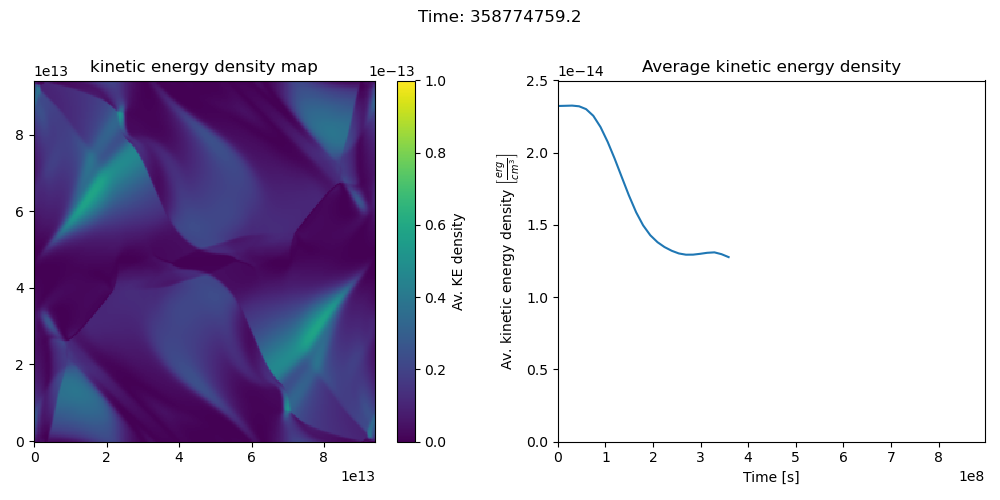 Time: 358774759.2
kinetic energy density map
1e13
1e−13
8
6
4
2
0
0
2
4
6
8
1e13
1.0
0.8
0.6
0.4
0.2
0.0
Av. KE density
Average kinetic energy density
1e−14
2.5
2.0
1.5
1.0
0.5
0.0
Av. kinetic energy density [erg/cm³]
0
1
2
3
4
5
6
7
8
1e8
Time [s]